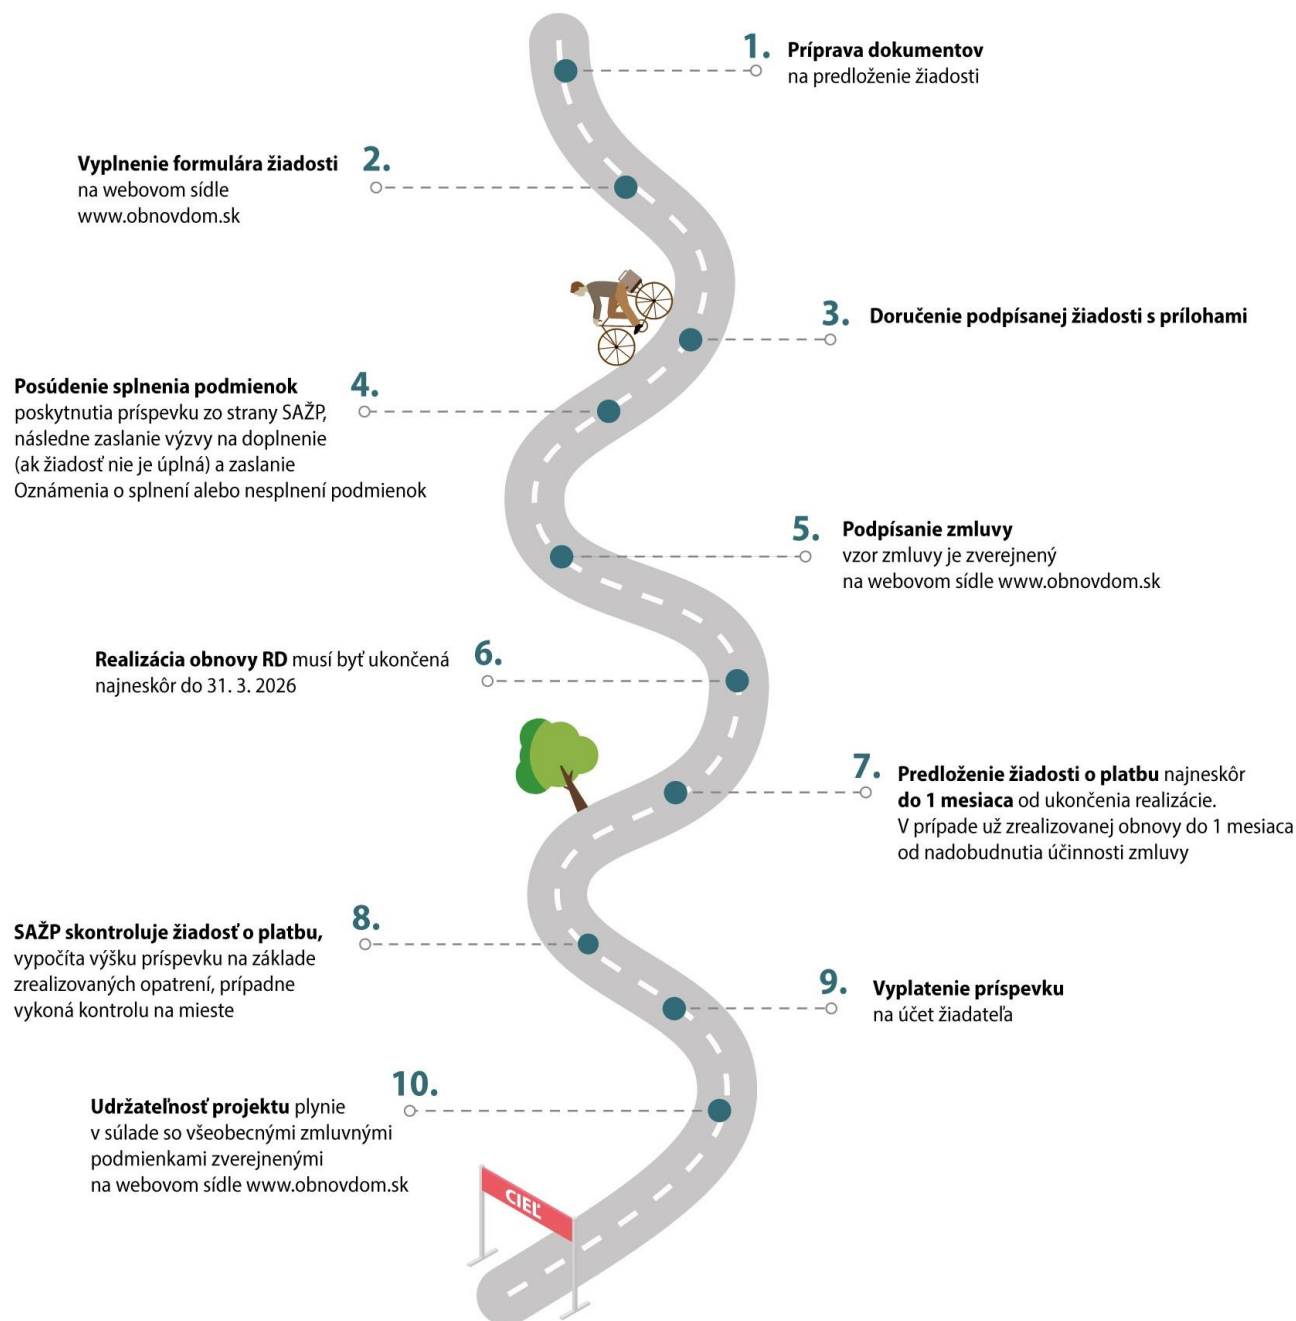 1. Príprava dokumentov
na predloženie žiadosti
Vyplnenie formulára žiadosti 2.
na webovom sídle
www.obnovdom.sk
3. Doručenie podpísanej žiadosti s prílohami
Posúdenie splnenia podmienok 4.
poskytnutia príspevku zo strany SAŽP,
následne zaslanie výzvy na doplnenie
(ak žiadosť nie je úplná) a zaslanie
Oznámenia o splnení alebo nesplnení podmienok
5. Podpísanie zmluvy
vzor zmluvy je zverejnený
na webovom sídle www.obnovdom.sk
Realizácia obnovy RD musí byť ukončená 6.
najneskôr do 31. 3. 2026
7. Predloženie žiadosti o platbu najneskôr
do 1 mesiaca od ukončenia realizácie.
V prípade už zrealizovanej obnovy do 1 mesiaca
od nadobudnutia účinnosti zmluvy
SAŽP skontroluje žiadosť o platbu, 8.
vypočíta výšku príspevku na základe
zrealizovaných opatrení, prípadne
vykoná kontrolu na mieste
9. Vyplatenie príspevku
na účet žiadateľa
10.
Udržateľnosť projektu plynie
v súlade so všeobecnými zmluvnými
podmienkami zverejnenými
na webovom sídle www.obnovdom.sk
CIEĽ